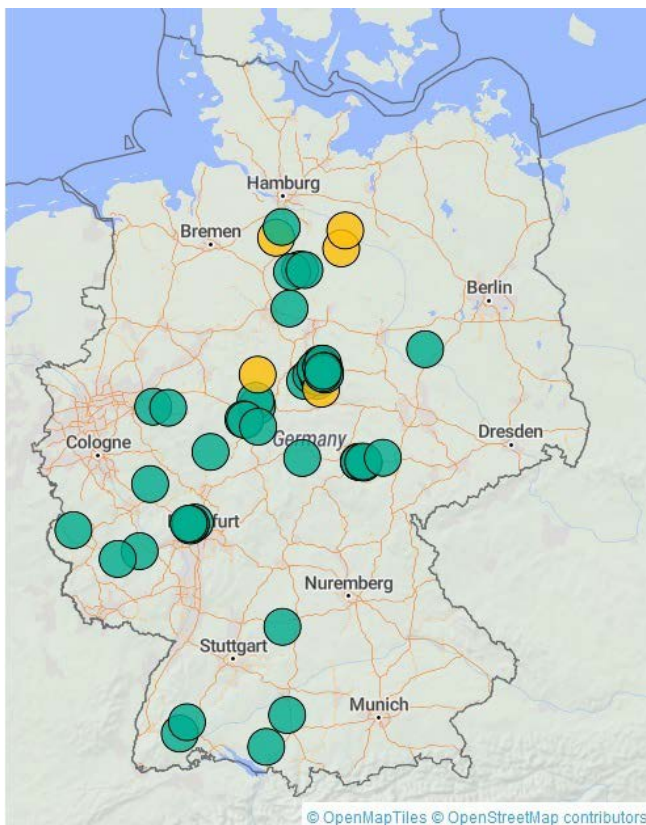 Hamburg
Bremen
Berlin
Germany
Cologne
Dresden
furt
Nuremberg
Stuttgart
Munich
© OpenMapTiles © OpenStreetMap contributors